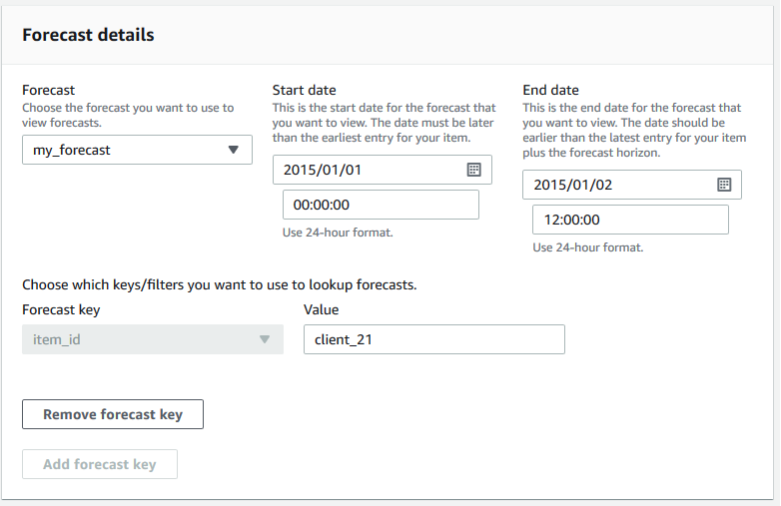 Forecast details
Forecast
Choose the forecast you want to use to
view forecasts.
my_forecast
Start date
This is the start date for the forecast that
you want to view. The date must be later
than the earliest entry for your item.
2015/01/01
00:00:00
Use 24-hour format.
End date
This is the end date for the forecast that
you want to view. The date should be
earlier than the latest entry for your item
plus the forecast horizon.
2015/01/02
12:00:00
Use 24-hour format.
Choose which keys/filters you want to use to lookup forecasts.
Forecast key
item_id
Value
client_21
Remove forecast key
Add forecast key